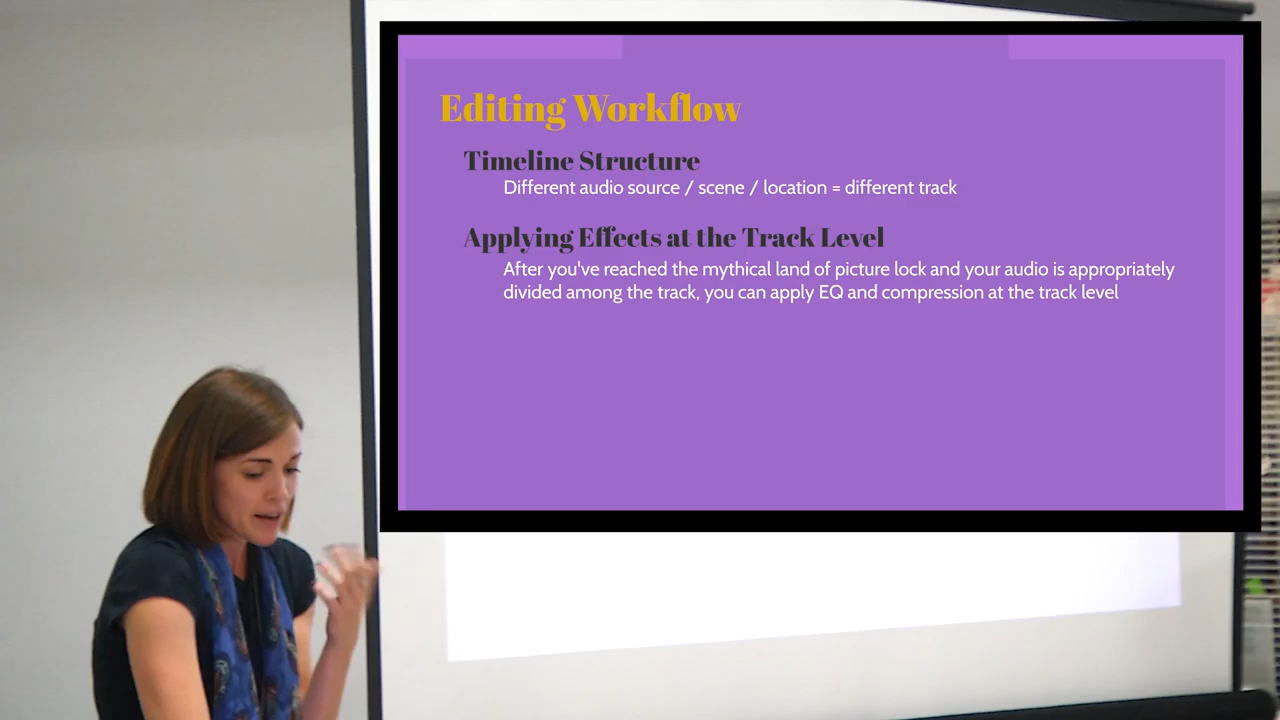 Editing Workflow
Timeline Structure
Different audio source / scene / location = different track
Applying Effects at the Track Level
After you've reached the mythical land of picture lock and your audio is appropriately
divided among the track, you can apply EQ and compression at the track level